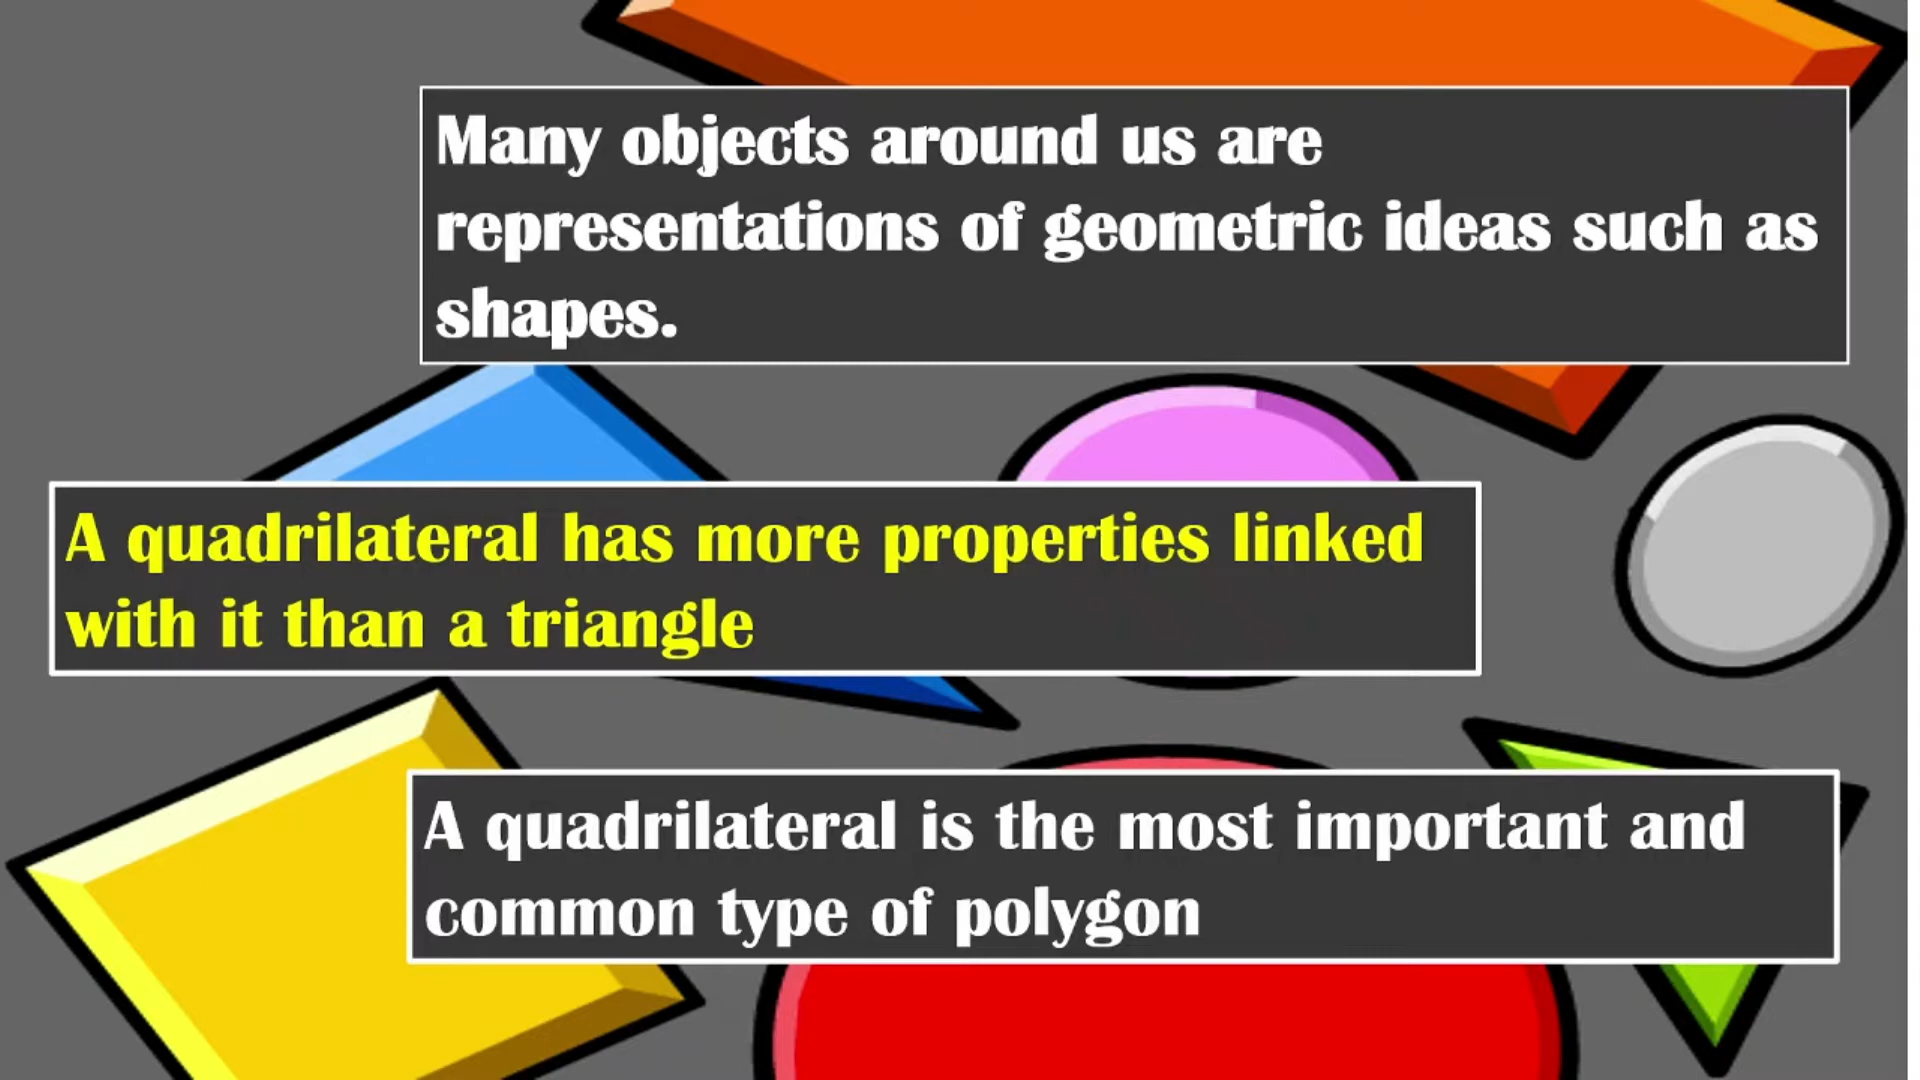 Many objects around us are
representations of geometric ideas such as
shapes.
A quadrilateral has more properties linked
with it than a triangle
A quadrilateral is the most important and
common type of polygon